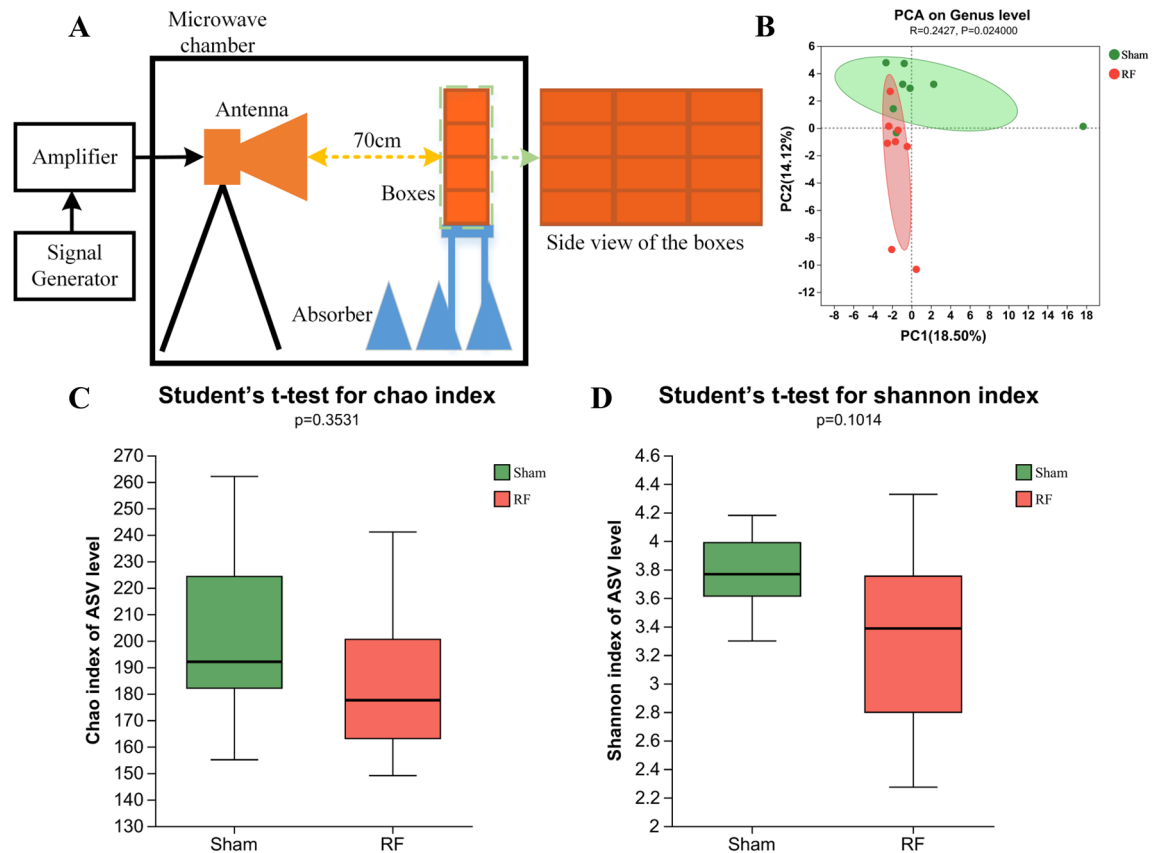 A
Microwave
chamber
Antenna
Amplifier
70cm
Boxes
Signal
Generator
Absorber
Side view of the boxes
B
PCA on Genus level
R=0.2427, P=0.024000
Sham
RF
6
4
2
0
-2
-4
-6
-8
-10
-12
PC2(14.12%)
-8 -6 -4 -2 0 2 4 6 8 10 12 14 16 18
PC1(18.50%)
C
Student's t-test for chao index
p=0.3531
Sham
RF
270
260
250
240
230
220
210
200
190
180
170
160
150
140
130
Chao index of ASV level
Sham RF
D
Student's t-test for shannon index
p=0.1014
Sham
RF
4.6
4.4
4.2
4
3.8
3.6
3.4
3.2
3
2.8
2.6
2.4
2.2
2
Shannon index of ASV level
Sham RF